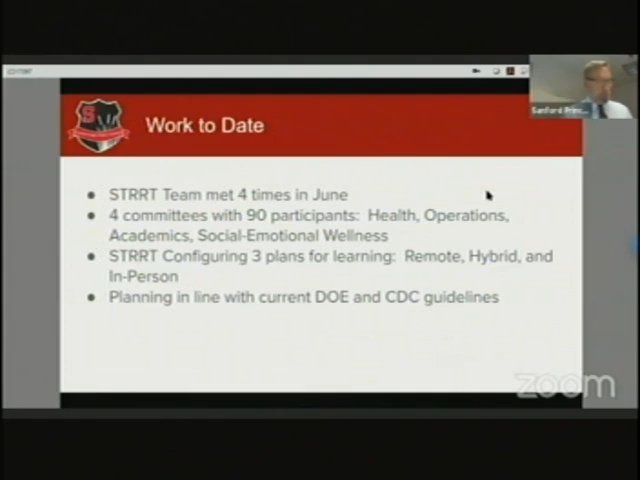 Sanford Princ...
S
Work to Date
STRRT Team met 4 times in June
4 committees with 90 participants: Health, Operations,
Academics, Social-Emotional Wellness
STRRT Configuring 3 plans for learning: Remote, Hybrid, and
In-Person
Planning in line with current DOE and CDC guidelines
zoom